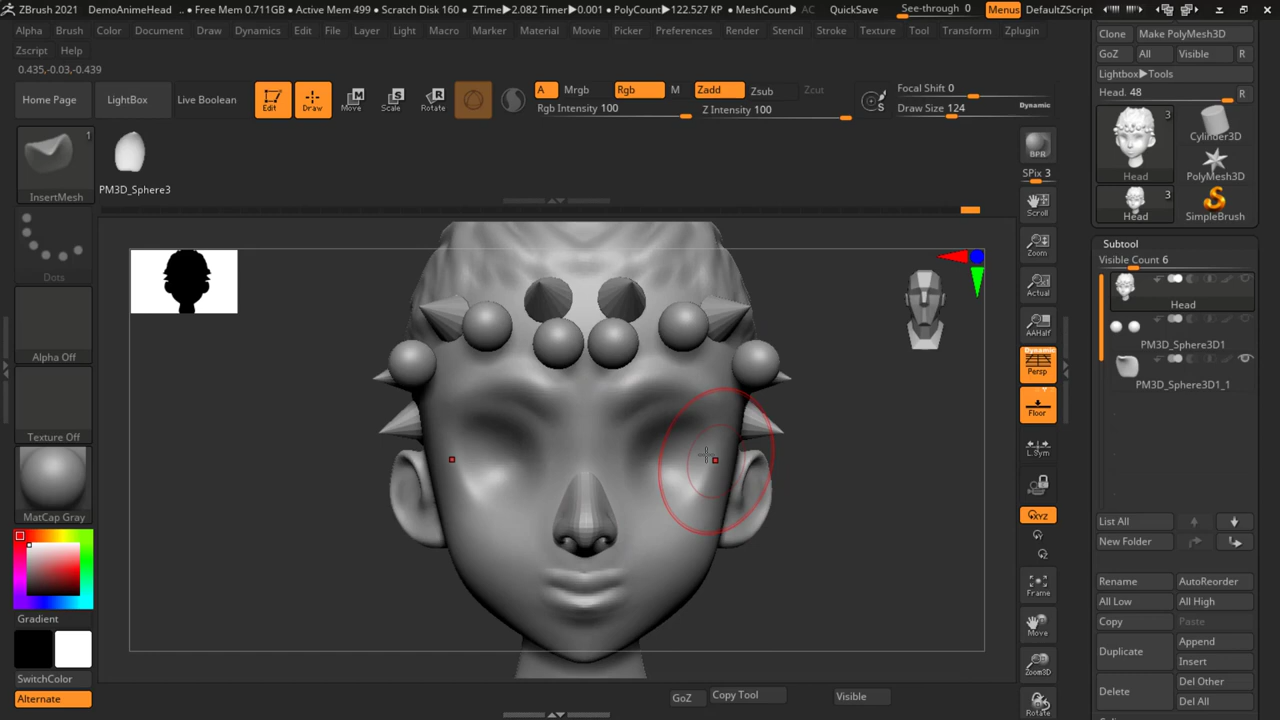 ZBrush 2021 DemoAnimeHead .. • Free Mem 0.711GB • Active Mem 499 • Scratch Disk 160 • ZTime▶2.082 Timer▶0.001 • PolyCount▶122.527 KP • MeshCount▶ AC QuickSave See-through 0 Menus DefaultZScript
Alpha Brush Color Document Draw Dynamics Edit File Layer Light Macro Marker Material Movie Picker Preferences Render Stencil Stroke Texture Tool Transform Zplugin
Zscript Help
0.435,-0.03,-0.439
Home Page LightBox Live Boolean Edit Draw Move Scale Rotate
A Mrgb Rgb M Zadd Zsub Zcut
Rgb Intensity 100 Z Intensity 100
S Focal Shift 0
Draw Size 124 Dynamic
1
InsertMesh
PM3D_Sphere3
Dots
Alpha Off
Texture Off
MatCap Gray
Gradient
SwitchColor
Alternate
BPR
SPix 3
Scroll
Zoom
Actual
AAHalf
Dynamic
Persp
Floor
L.Sym
XYZ
Y
Z
Frame
Move
Zoom3D
Rotate
GoZ Copy Tool Visible
Clone Make PolyMesh3D
GoZ All Visible R
Lightbox▶Tools
Head. 48 R
3
Head
Cylinder3D
PolyMesh3D
3
Head
SimpleBrush
Subtool
Visible Count 6
Head
PM3D_Sphere3D1
PM3D_Sphere3D1_1
List All
New Folder
Rename AutoReorder
All Low All High
Copy Paste
Duplicate Append
Insert
Delete Del Other
Del All